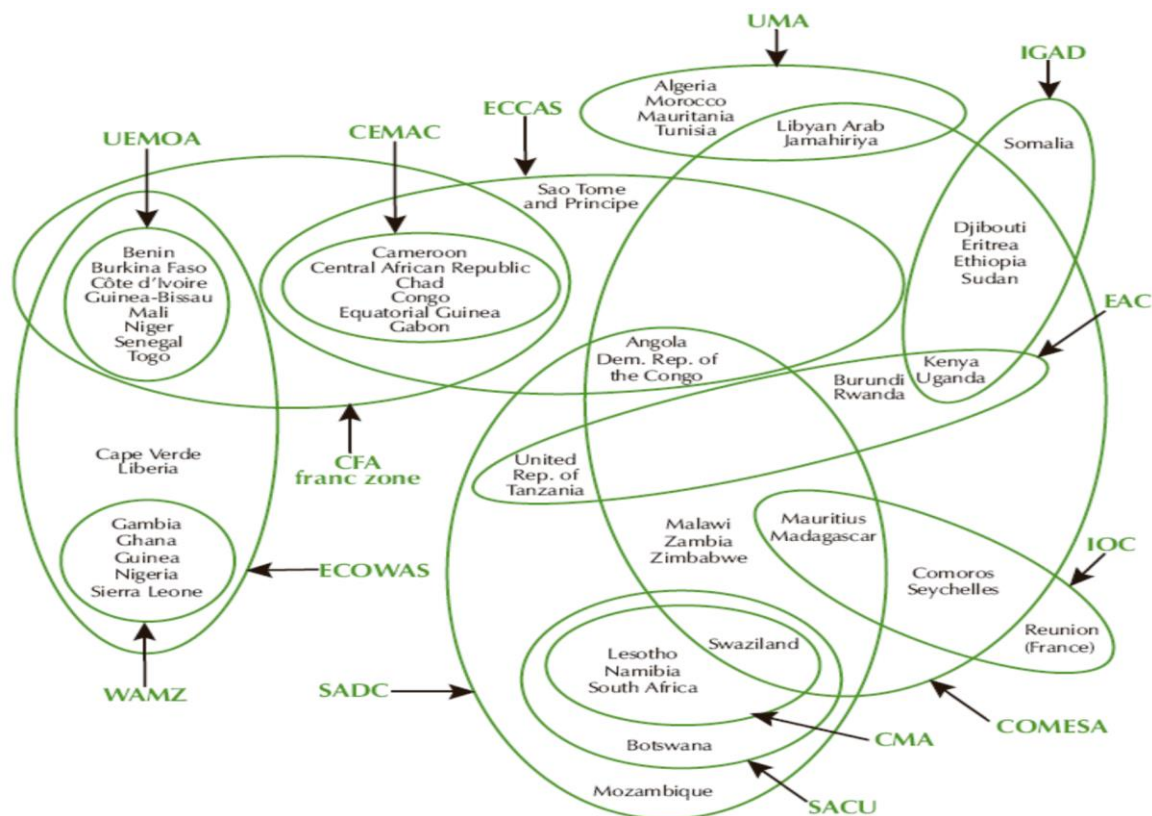 UMA
IGAD
ECCAS
CEMAC
UEMOA
Algeria
Morocco
Mauritania
Tunisia
Libyan Arab
Jamahiriya
Somalia
Sao Tome
and Principe
Djibouti
Eritrea
Ethiopia
Sudan
Benin
Burkina Faso
Côte d'Ivoire
Guinea-Bissau
Mali
Niger
Senegal
Togo
Cameroon
Central African Republic
Chad
Congo
Equatorial Guinea
Gabon
EAC
Angola
Dem. Rep. of
the Congo
Kenya
Uganda
Burundi
Rwanda
Cape Verde
Liberia
CFA
franc zone
United
Rep. of
Tanzania
Gambia
Ghana
Guinea
Nigeria
Sierra Leone
ECOWAS
Malawi
Zambia
Zimbabwe
Mauritius
Madagascar
IOC
Comoros
Seychelles
Reunion
(France)
Swaziland
Lesotho
Namibia
South Africa
WAMZ
SADC
COMESA
CMA
Botswana
Mozambique
SACU